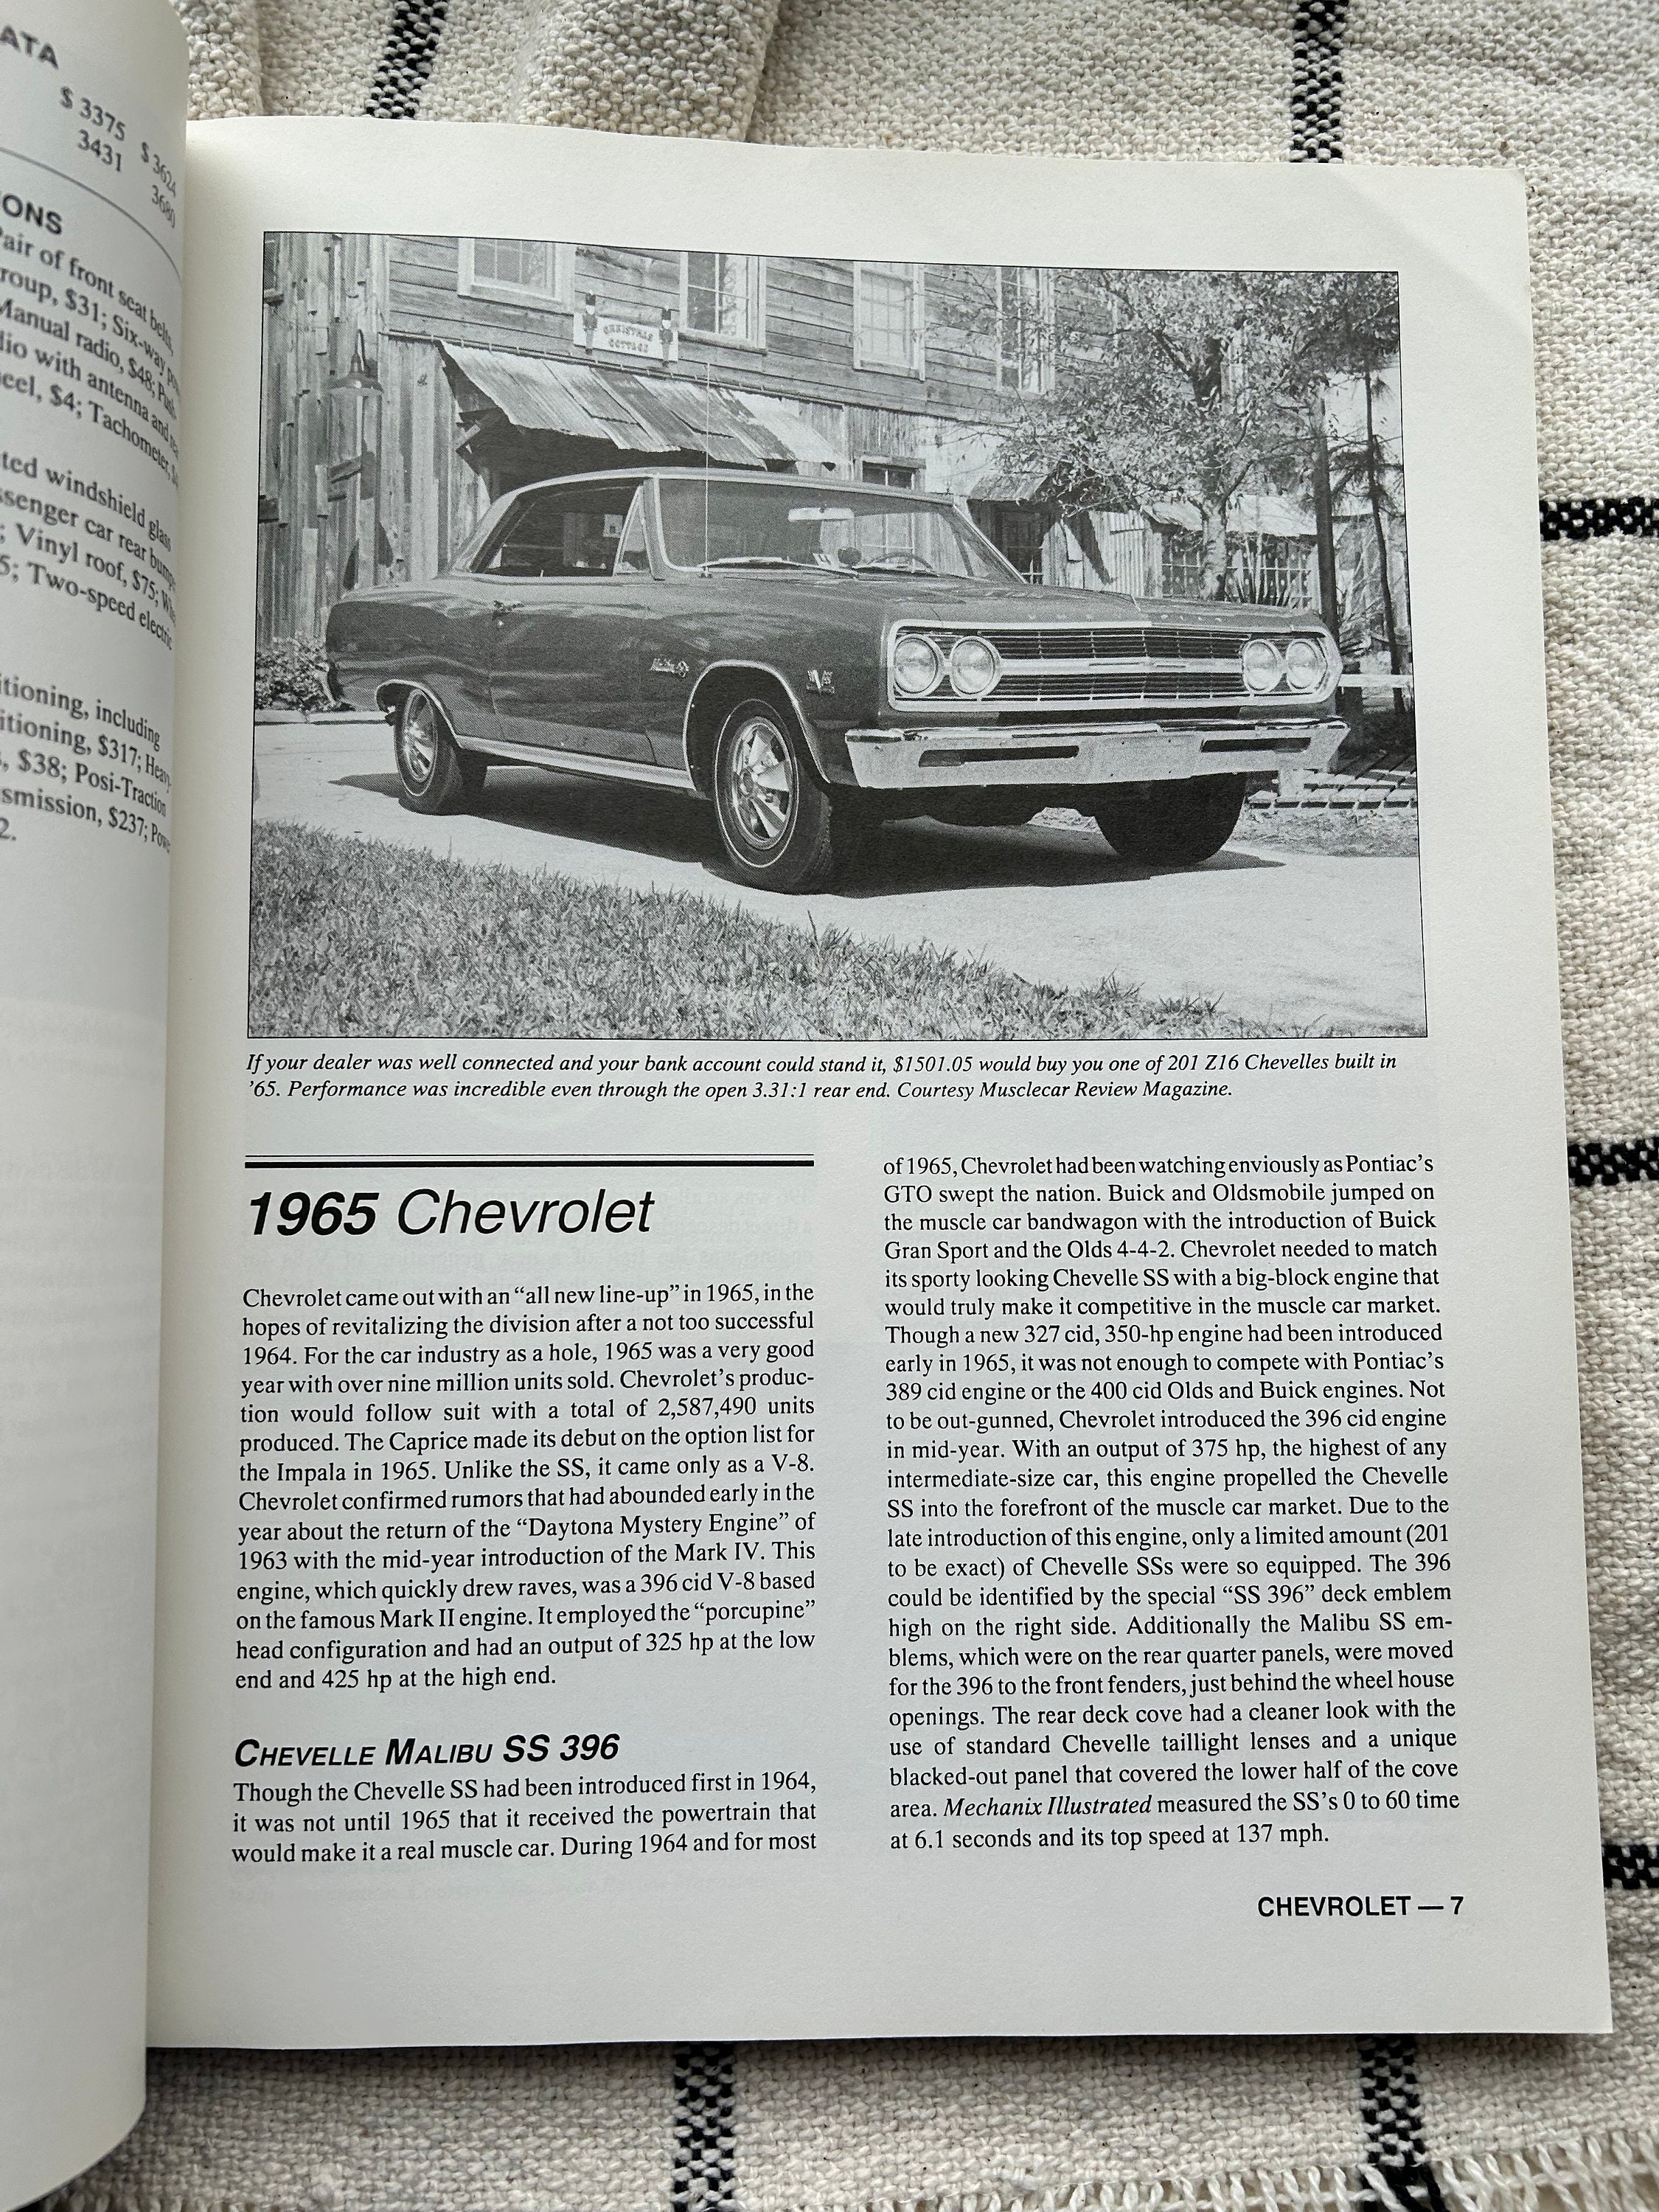 ATA
$ 3375 $3624
3431 3680
IONS
Pair of front seat belts,
roup, $31; Six-way
Manual radio, $48;
dio with antenna and
eel, $4; Tachometer,
ted windshield glass
ssenger car rear
; Vinyl roof, $75;
5; Two-speed electric
itioning, including
itioning, $317; Heavy-
, $38; Posi-Traction
smission, $237;
2.
CHRISTMAS
COTTAGE
Malibu SS
If your dealer was well connected and your bank account could stand it, $1501.05 would buy you one of 201 Z16 Chevelles built in
'65. Performance was incredible even through the open 3.31:1 rear end. Courtesy Musclecar Review Magazine.
1965 Chevrolet
Chevrolet came out with an “all new line-up” in 1965, in the
hopes of revitalizing the division after a not too successful
1964. For the car industry as a hole, 1965 was a very good
year with over nine million units sold. Chevrolet's produc-
tion would follow suit with a total of 2,587,490 units
produced. The Caprice made its debut on the option list for
the Impala in 1965. Unlike the SS, it came only as a V-8.
Chevrolet confirmed rumors that had abounded early in the
year about the return of the “Daytona Mystery Engine” of
1963 with the mid-year introduction of the Mark IV. This
engine, which quickly drew raves, was a 396 cid V-8 based
on the famous Mark II engine. It employed the “porcupine”
head configuration and had an output of 325 hp at the low
end and 425 hp at the high end.
CHEVELLE MALIBU SS 396
Though the Chevelle SS had been introduced first in 1964,
it was not until 1965 that it received the powertrain that
would make it a real muscle car. During 1964 and for most
of 1965, Chevrolet had been watching enviously as Pontiac's
GTO swept the nation. Buick and Oldsmobile jumped on
the muscle car bandwagon with the introduction of Buick
Gran Sport and the Olds 4-4-2. Chevrolet needed to match
its sporty looking Chevelle SS with a big-block engine that
would truly make it competitive in the muscle car market.
Though a new 327 cid, 350-hp engine had been introduced
early in 1965, it was not enough to compete with Pontiac's
389 cid engine or the 400 cid Olds and Buick engines. Not
to be out-gunned, Chevrolet introduced the 396 cid engine
in mid-year. With an output of 375 hp, the highest of any
intermediate-size car, this engine propelled the Chevelle
SS into the forefront of the muscle car market. Due to the
late introduction of this engine, only a limited amount (201
to be exact) of Chevelle SSs were so equipped. The 396
could be identified by the special “SS 396” deck emblem
high on the right side. Additionally the Malibu SS em-
blems, which were on the rear quarter panels, were moved
for the 396 to the front fenders, just behind the wheel house
openings. The rear deck cove had a cleaner look with the
use of standard Chevelle taillight lenses and a unique
blacked-out panel that covered the lower half of the cove
area. Mechanix Illustrated measured the SS's 0 to 60 time
at 6.1 seconds and its top speed at 137 mph.
CHEVROLET — 7